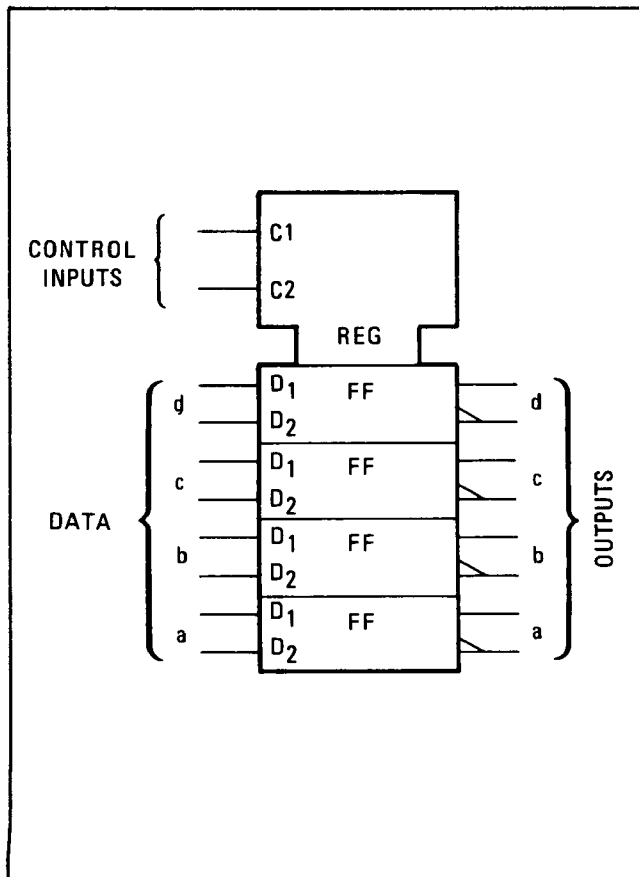 CONTROL
INPUTS
C1
C2
REG
DATA
d
D₁ FF
D₂
d
c
D₁ FF
D₂
c
b
D₁ FF
D₂
b
a
D₁ FF
D₂
a
OUTPUTS